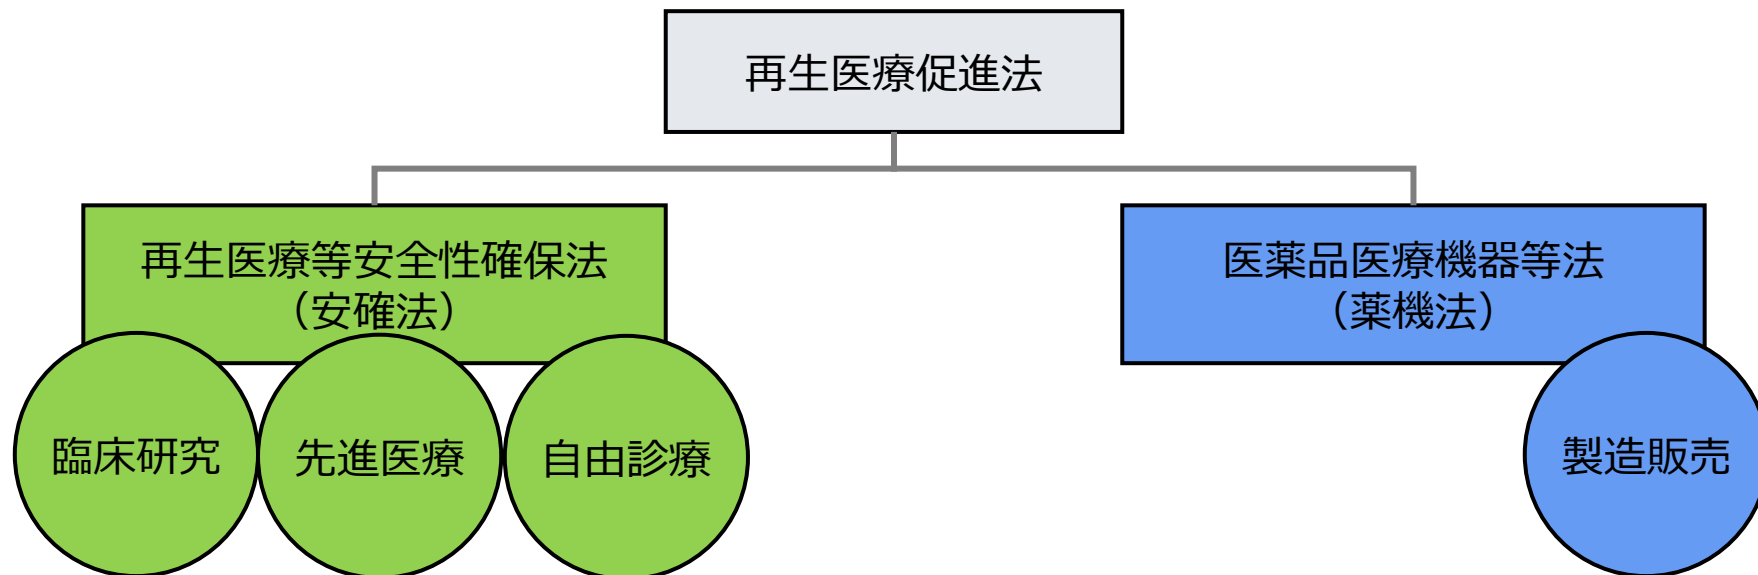 再生医療促進法
再生医療等安全性確保法
（安確法）
医薬品医療機器等法
（薬機法）
臨床研究
先進医療
自由診療
製造販売